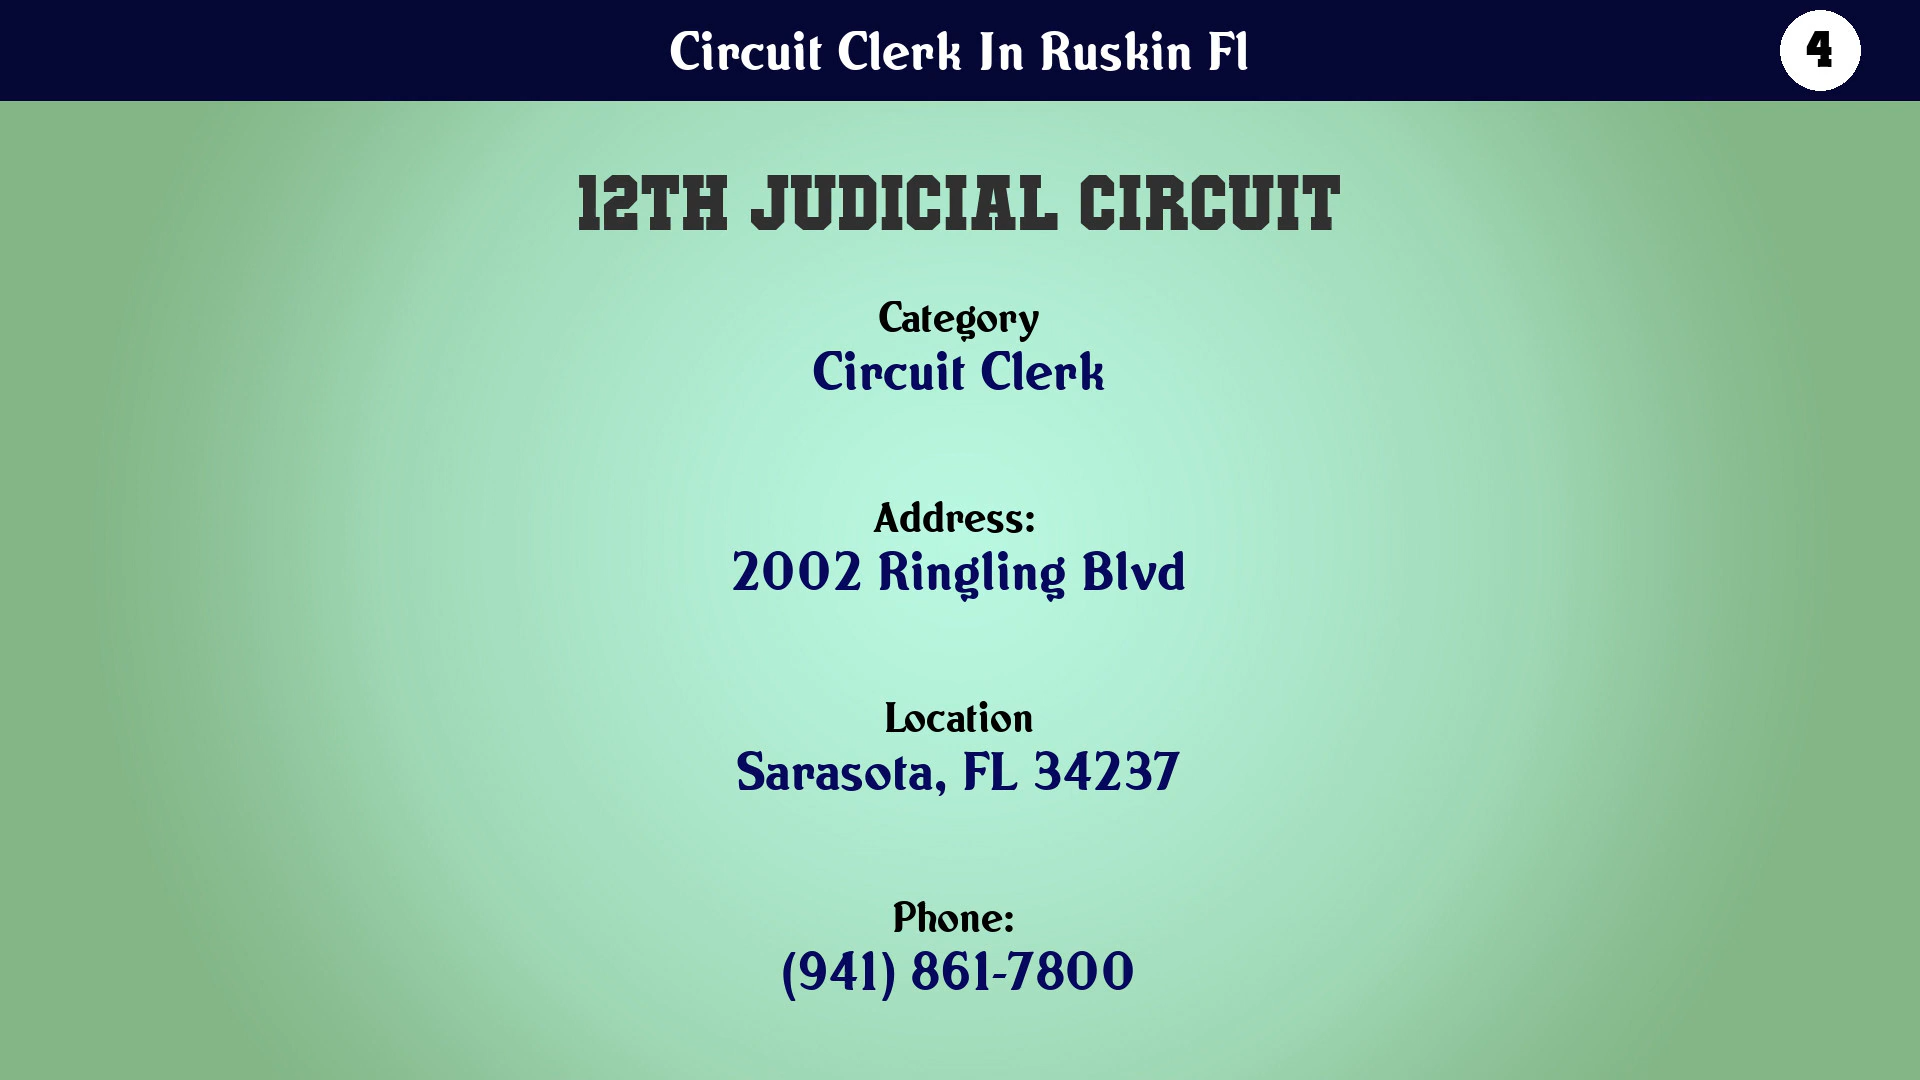 Circuit Clerk In Ruskin Fl
4
12TH JUDICIAL CIRCUIT
Category
Circuit Clerk
Address:
2002 Ringling Blvd
Location
Sarasota, FL 34237
Phone:
(941) 861-7800